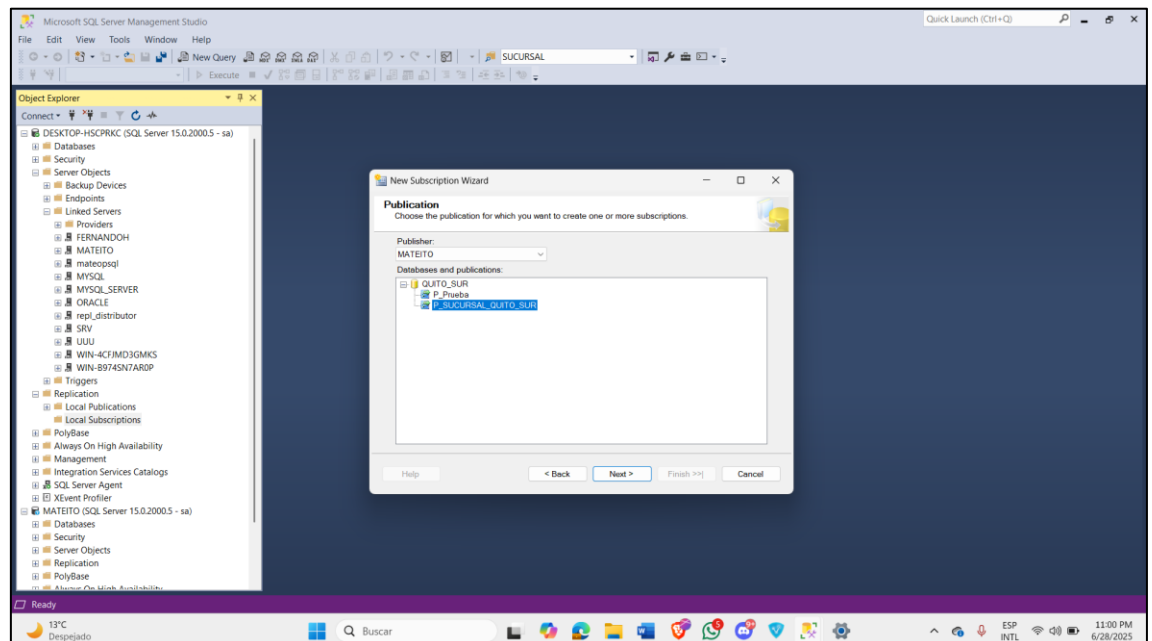 Microsoft SQL Server Management Studio
Quick Launch (Ctrl+Q)
File Edit View Tools Window Help
New Query
SUCURSAL
Execute
Object Explorer
Connect
DESKTOP-HSCPRKC (SQL Server 15.0.2000.5 - sa)
Databases
Security
Server Objects
Backup Devices
Endpoints
Linked Servers
Providers
FERNANDOH
MATEITO
mateopsql
MYSQL
MYSQL_SERVER
ORACLE
repl_distributor
SRV
UUU
WIN-4CFJMD3GMKS
WIN-B974SN7AR0P
Triggers
Replication
Local Publications
Local Subscriptions
PolyBase
Always On High Availability
Management
Integration Services Catalogs
SQL Server Agent
XEvent Profiler
MATEITO (SQL Server 15.0.2000.5 - sa)
Databases
Security
Server Objects
Replication
PolyBase
Always On High Availability
New Subscription Wizard
Publication
Choose the publication for which you want to create one or more subscriptions.
Publisher:
MATEITO
Databases and publications:
QUITO_SUR
P_Prueba
P_SUCURSAL_QUITO_SUR
Help
< Back
Next >
Finish >>|
Cancel
Ready
13°C
Despejado
Buscar
ESP
INTL
11:00 PM
6/28/2025